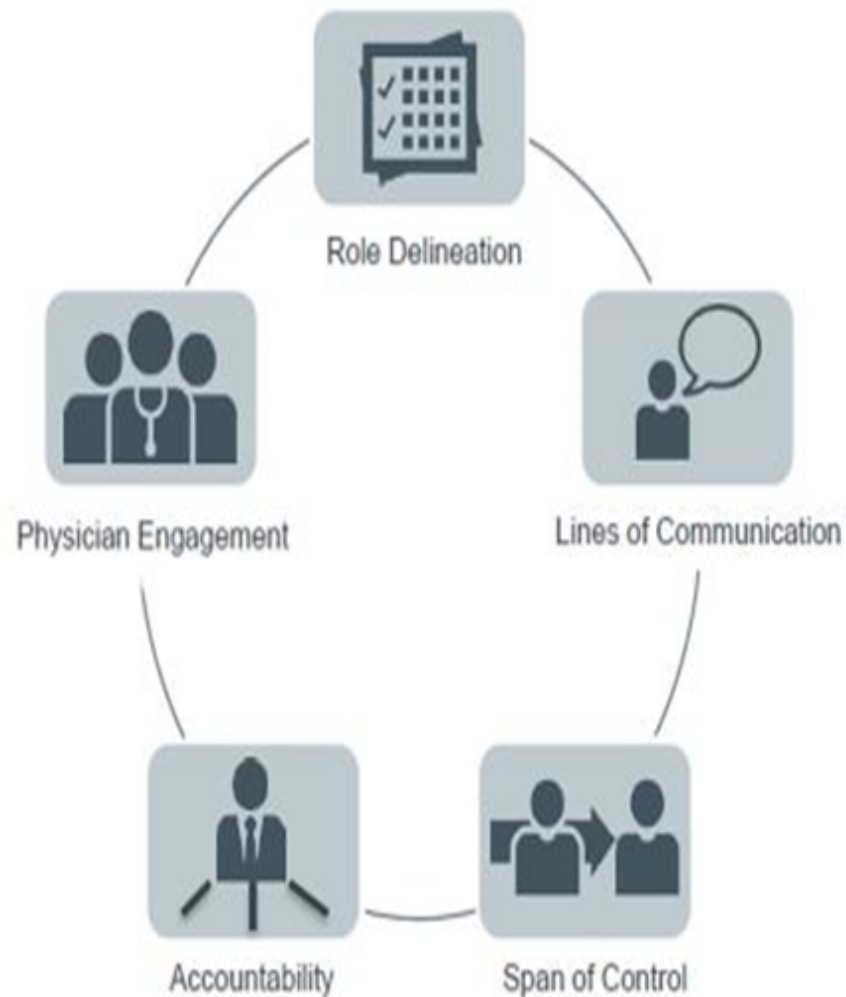 Role Delineation
Physician Engagement
Lines of Communication
Accountability
Span of Control